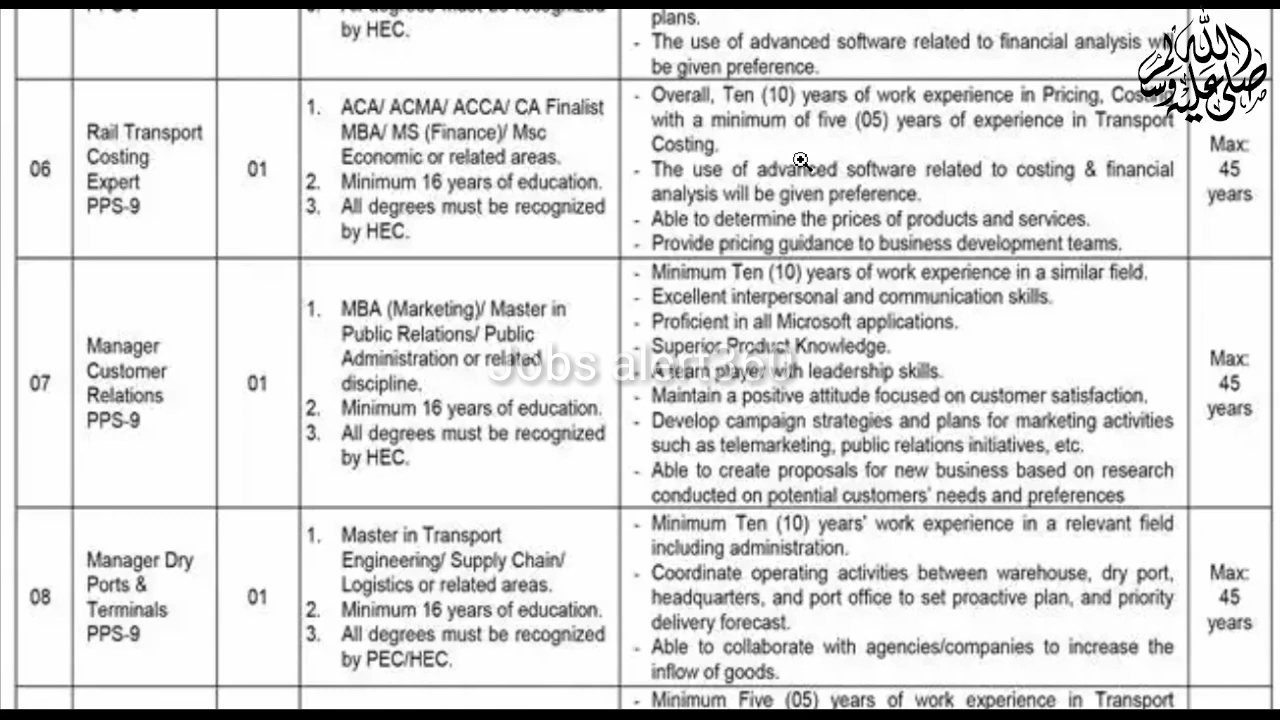 by HEC.
plans.
- The use of advanced software related to financial analysis will
be given preference.
صلى الله عليه وسلم
06
Rail Transport
Costing
Expert
PPS-9
01
1. ACA/ ACMA/ ACCA/ CA Finalist
MBA/ MS (Finance)/ Msc
Economic or related areas.
2. Minimum 16 years of education.
3. All degrees must be recognized
by HEC.
- Overall, Ten (10) years of work experience in Pricing, Costing
with a minimum of five (05) years of experience in Transport
Costing.
- The use of advanced software related to costing & financial
analysis will be given preference.
- Able to determine the prices of products and services.
- Provide pricing guidance to business development teams.
Max:
45
years
07
Manager
Customer
Relations
PPS-9
01
1. MBA (Marketing)/ Master in
Public Relations/ Public
Administration or related
discipline.
2. Minimum 16 years of education.
3. All degrees must be recognized
by HEC.
- Minimum Ten (10) years of work experience in a similar field.
- Excellent interpersonal and communication skills.
- Proficient in all Microsoft applications.
- Superior Product Knowledge.
- A team player with leadership skills.
- Maintain a positive attitude focused on customer satisfaction.
- Develop campaign strategies and plans for marketing activities
such as telemarketing, public relations initiatives, etc.
- Able to create proposals for new business based on research
conducted on potential customers' needs and preferences
Max:
45
years
Jobs alert360
08
Manager Dry
Ports &
Terminals
PPS-9
01
1. Master in Transport
Engineering/ Supply Chain/
Logistics or related areas.
2. Minimum 16 years of education.
3. All degrees must be recognized
by PEC/HEC.
- Minimum Ten (10) years' work experience in a relevant field
including administration.
- Coordinate operating activities between warehouse, dry port,
headquarters, and port office to set proactive plan, and priority
delivery forecast.
- Able to collaborate with agencies/companies to increase the
inflow of goods.
Max:
45
years
- Minimum Five (05) years of work experience in Transport